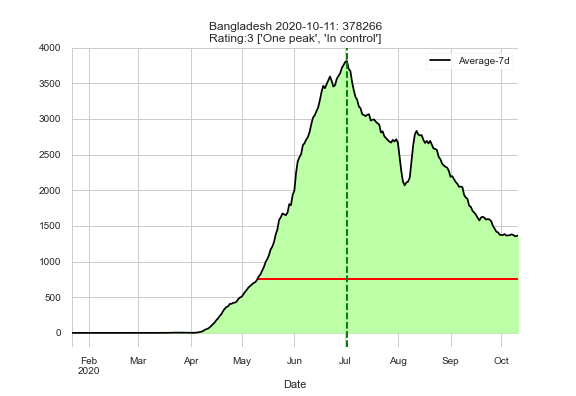 Bangladesh 2020-10-11: 378266
Rating:3 ['One peak', 'In control']
Average-7d
4000
3500
3000
2500
2000
1500
1000
500
0
Feb Mar Apr May Jun Jul Aug Sep Oct
2020
Date